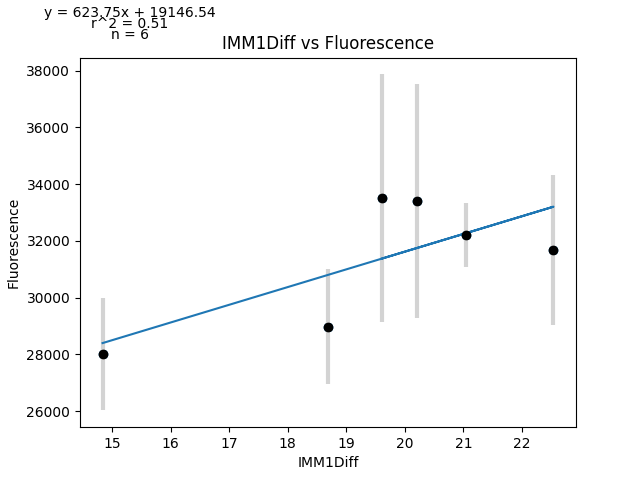 y = 623.75x + 19146.54
r^2 = 0.51
n = 6
IMM1Diff vs Fluorescence
38000
36000
34000
32000
30000
28000
26000
Fluorescence
15 16 17 18 19 20 21 22
IMM1Diff